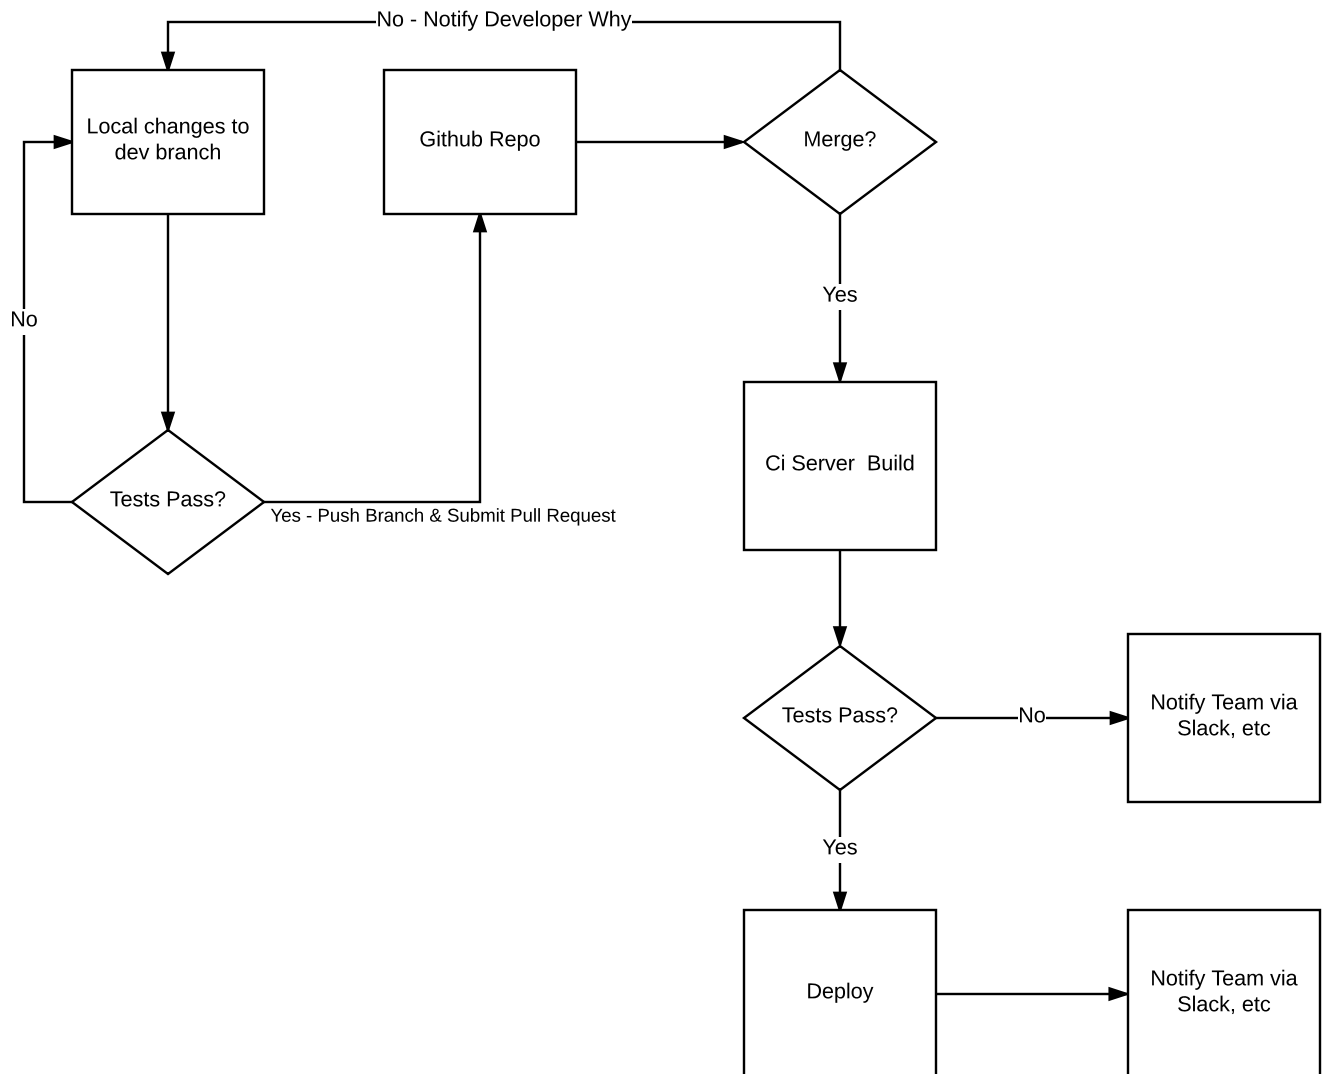 No - Notify Developer Why
Local changes to
dev branch
Github Repo
Merge?
No
Yes
Tests Pass?
Yes - Push Branch & Submit Pull Request
Ci Server  Build
Tests Pass?
No
Notify Team via
Slack, etc
Yes
Deploy
Notify Team via
Slack, etc